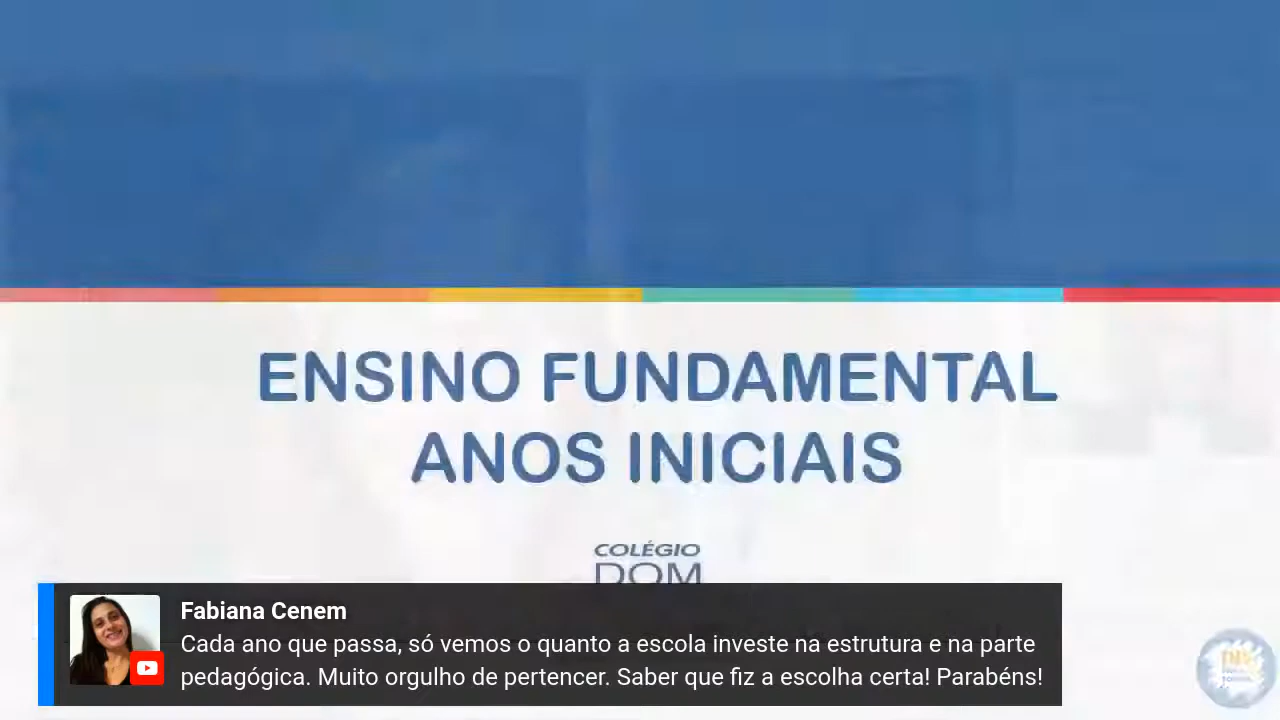 ENSINO FUNDAMENTAL
ANOS INICIAIS
COLÉGIO
DOM
Fabiana Cenem
Cada ano que passa, só vemos o quanto a escola investe na estrutura e na parte
pedagógica. Muito orgulho de pertencer. Saber que fiz a escolha certa! Parabéns!